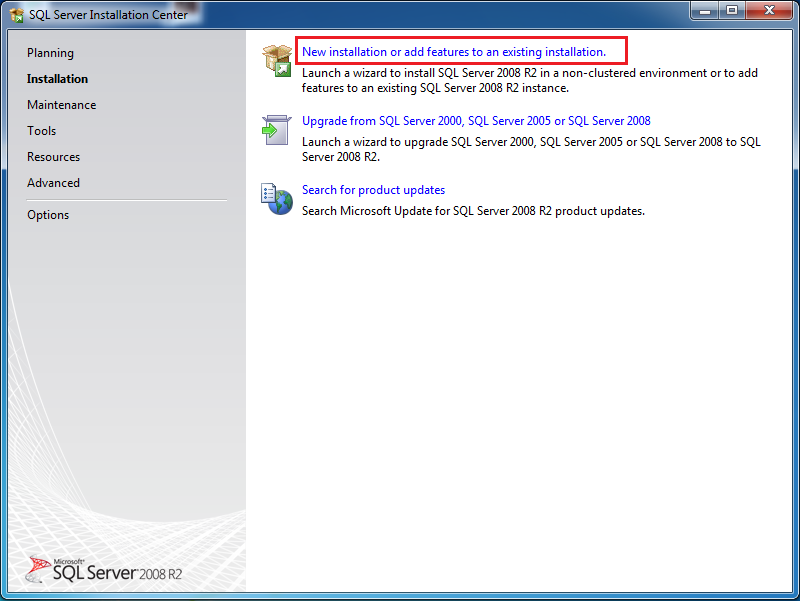 SQL Server Installation Center
Planning
Installation
Maintenance
Tools
Resources
Advanced
Options
New installation or add features to an existing installation.
Launch a wizard to install SQL Server 2008 R2 in a non-clustered environment or to add
features to an existing SQL Server 2008 R2 instance.
Upgrade from SQL Server 2000, SQL Server 2005 or SQL Server 2008
Launch a wizard to upgrade SQL Server 2000, SQL Server 2005 or SQL Server 2008 to SQL
Server 2008 R2.
Search for product updates
Search Microsoft Update for SQL Server 2008 R2 product updates.
Microsoft®
SQL Server 2008 R2